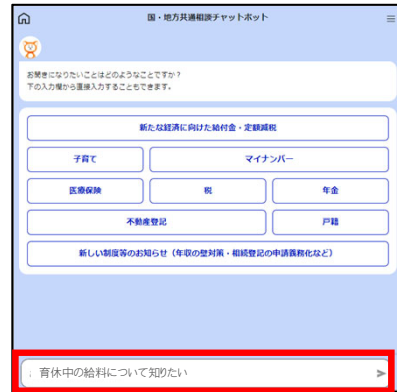 国・地方共通相談チャットボット
お聞きになりたいことはどのようなことですか？
下の入力欄から直接入力することもできます。
新たな経済に向けた給付金・定額減税
子育て
マイナンバー
医療保険
税
年金
不動産登記
戸籍
新しい制度等のお知らせ（年収の壁対策・相続登記の申請義務化など）
育休中の給料について知りたい